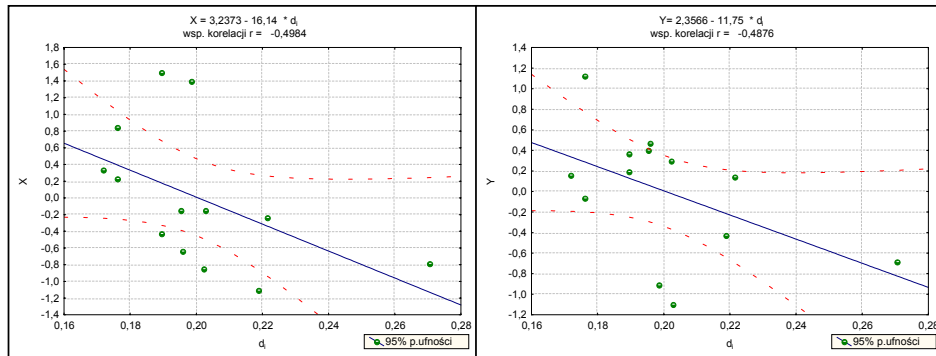 X = 3,2373 - 16,14 * di
wsp. korelacji r = -0,4984
1,8
1,6
1,4
1,2
1,0
0,8
0,6
0,4
0,2
0,0
-0,2
-0,4
-0,6
-0,8
-1,0
-1,2
-1,4
X
0,16 0,18 0,20 0,22 0,24 0,26 0,28
di
95% p.ufności
Y= 2,3566 - 11,75 * di
wsp. korelacji r = -0,4876
1,4
1,2
1,0
0,8
0,6
0,4
0,2
0,0
-0,2
-0,4
-0,6
-0,8
-1,0
-1,2
Y
0,16 0,18 0,20 0,22 0,24 0,26 0,28
di
95% p.ufności